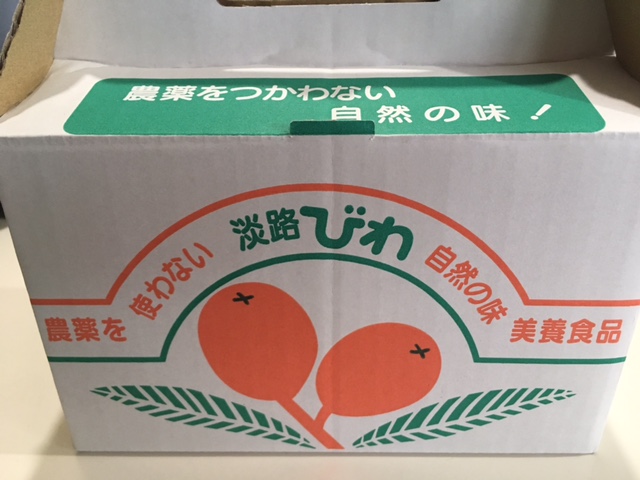 農薬をつかわない
自然の味！
淡路びわ
農薬を使わない
自然の味
美養食品